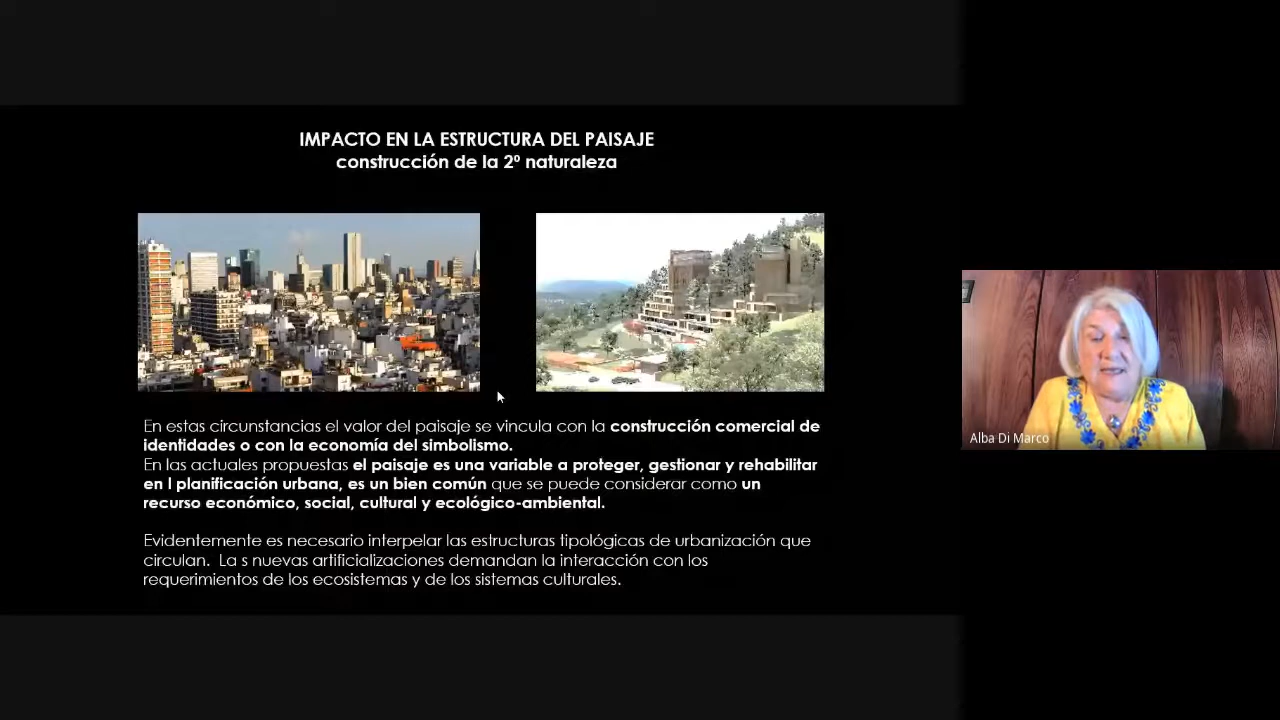 IMPACTO EN LA ESTRUCTURA DEL PAISAJE
construcción de la 2º naturaleza
En estas circunstancias el valor del paisaje se vincula con la construcción comercial de
identidades o con la economía del simbolismo.
En las actuales propuestas el paisaje es una variable a proteger, gestionar y rehabilitar
en l planificación urbana, es un bien común que se puede considerar como un
recurso económico, social, cultural y ecológico-ambiental.
Evidentemente es necesario interpelar las estructuras tipológicas de urbanización que
circulan. La s nuevas artificializaciones demandan la interacción con los
requerimientos de los ecosistemas y de los sistemas culturales.
Alba Di Marco